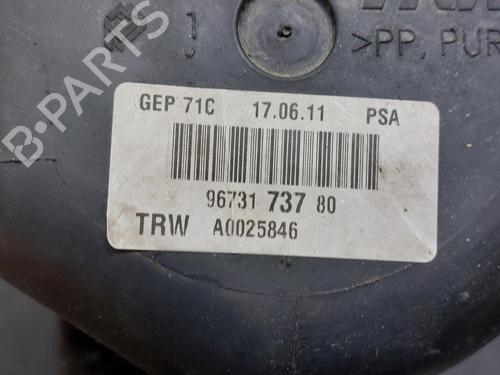 >PP, PUR
GEP 71C 17.06.11 PSA
96731 737 80
TRW A0025846
B-PARTS